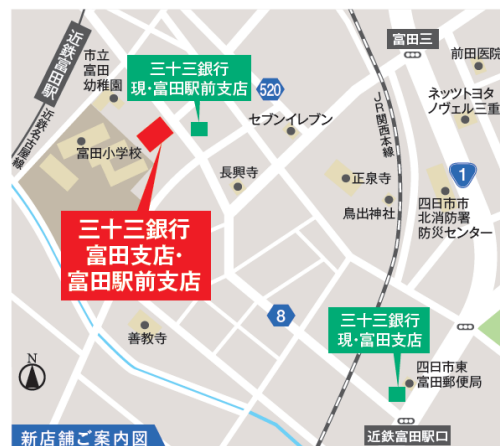 近鉄富田駅
近鉄名古屋線
市立
富田
幼稚園
三十三銀行
現・富田駅前支店
520
セブンイレブン
富田三
前田医院
ネッツトヨタ
ノヴェル三重
JR関西本線
富田小学校
長興寺
正泉寺
鳥出神社
1
四日市市
北消防署
防災センター
三十三銀行
富田支店・
富田駅前支店
8
善教寺
三十三銀行
現・富田支店
四日市東
富田郵便局
N
新店舗ご案内図
近鉄富田駅口